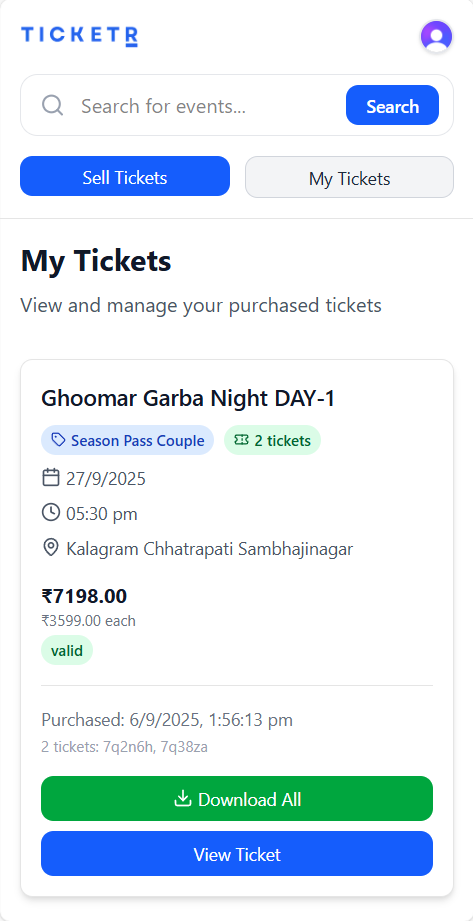 TICKETR
Search for events...
Search
Sell Tickets
My Tickets
My Tickets
View and manage your purchased tickets
Ghoomar Garba Night DAY-1
Season Pass Couple
2 tickets
27/9/2025
05:30 pm
Kalagram Chhatrapati Sambhajinagar
₹7198.00
₹3599.00 each
valid
Purchased: 6/9/2025, 1:56:13 pm
2 tickets: 7q2n6h, 7q38za
Download All
View Ticket